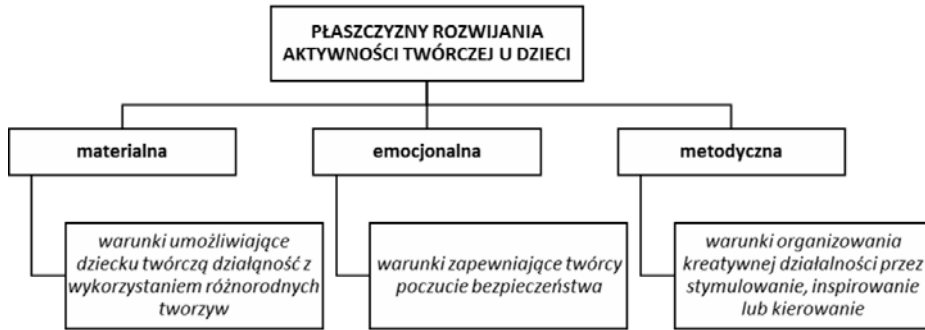 PŁASZCZYZNY ROZWIJANIA
AKTYWNOŚCI TWÓRCZEJ U DZIECI
materialna
emocjonalna
metodyczna
warunki umożliwiające
dziecku twórczą działąność z
wykorzystaniem różnorodnych
tworzyw
warunki zapewniające twórcy
poczucie bezpieczeństwa
warunki organizowania
kreatywnej działalności przez
stymulowanie, inspirowanie
lub kierowanie